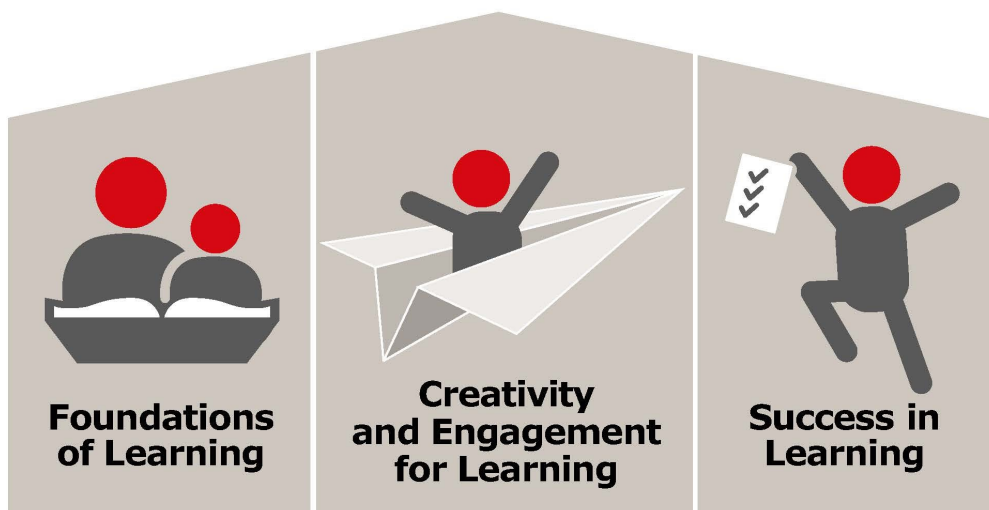 Foundations
of Learning
Creativity
and Engagement
for Learning
Success in
Learning